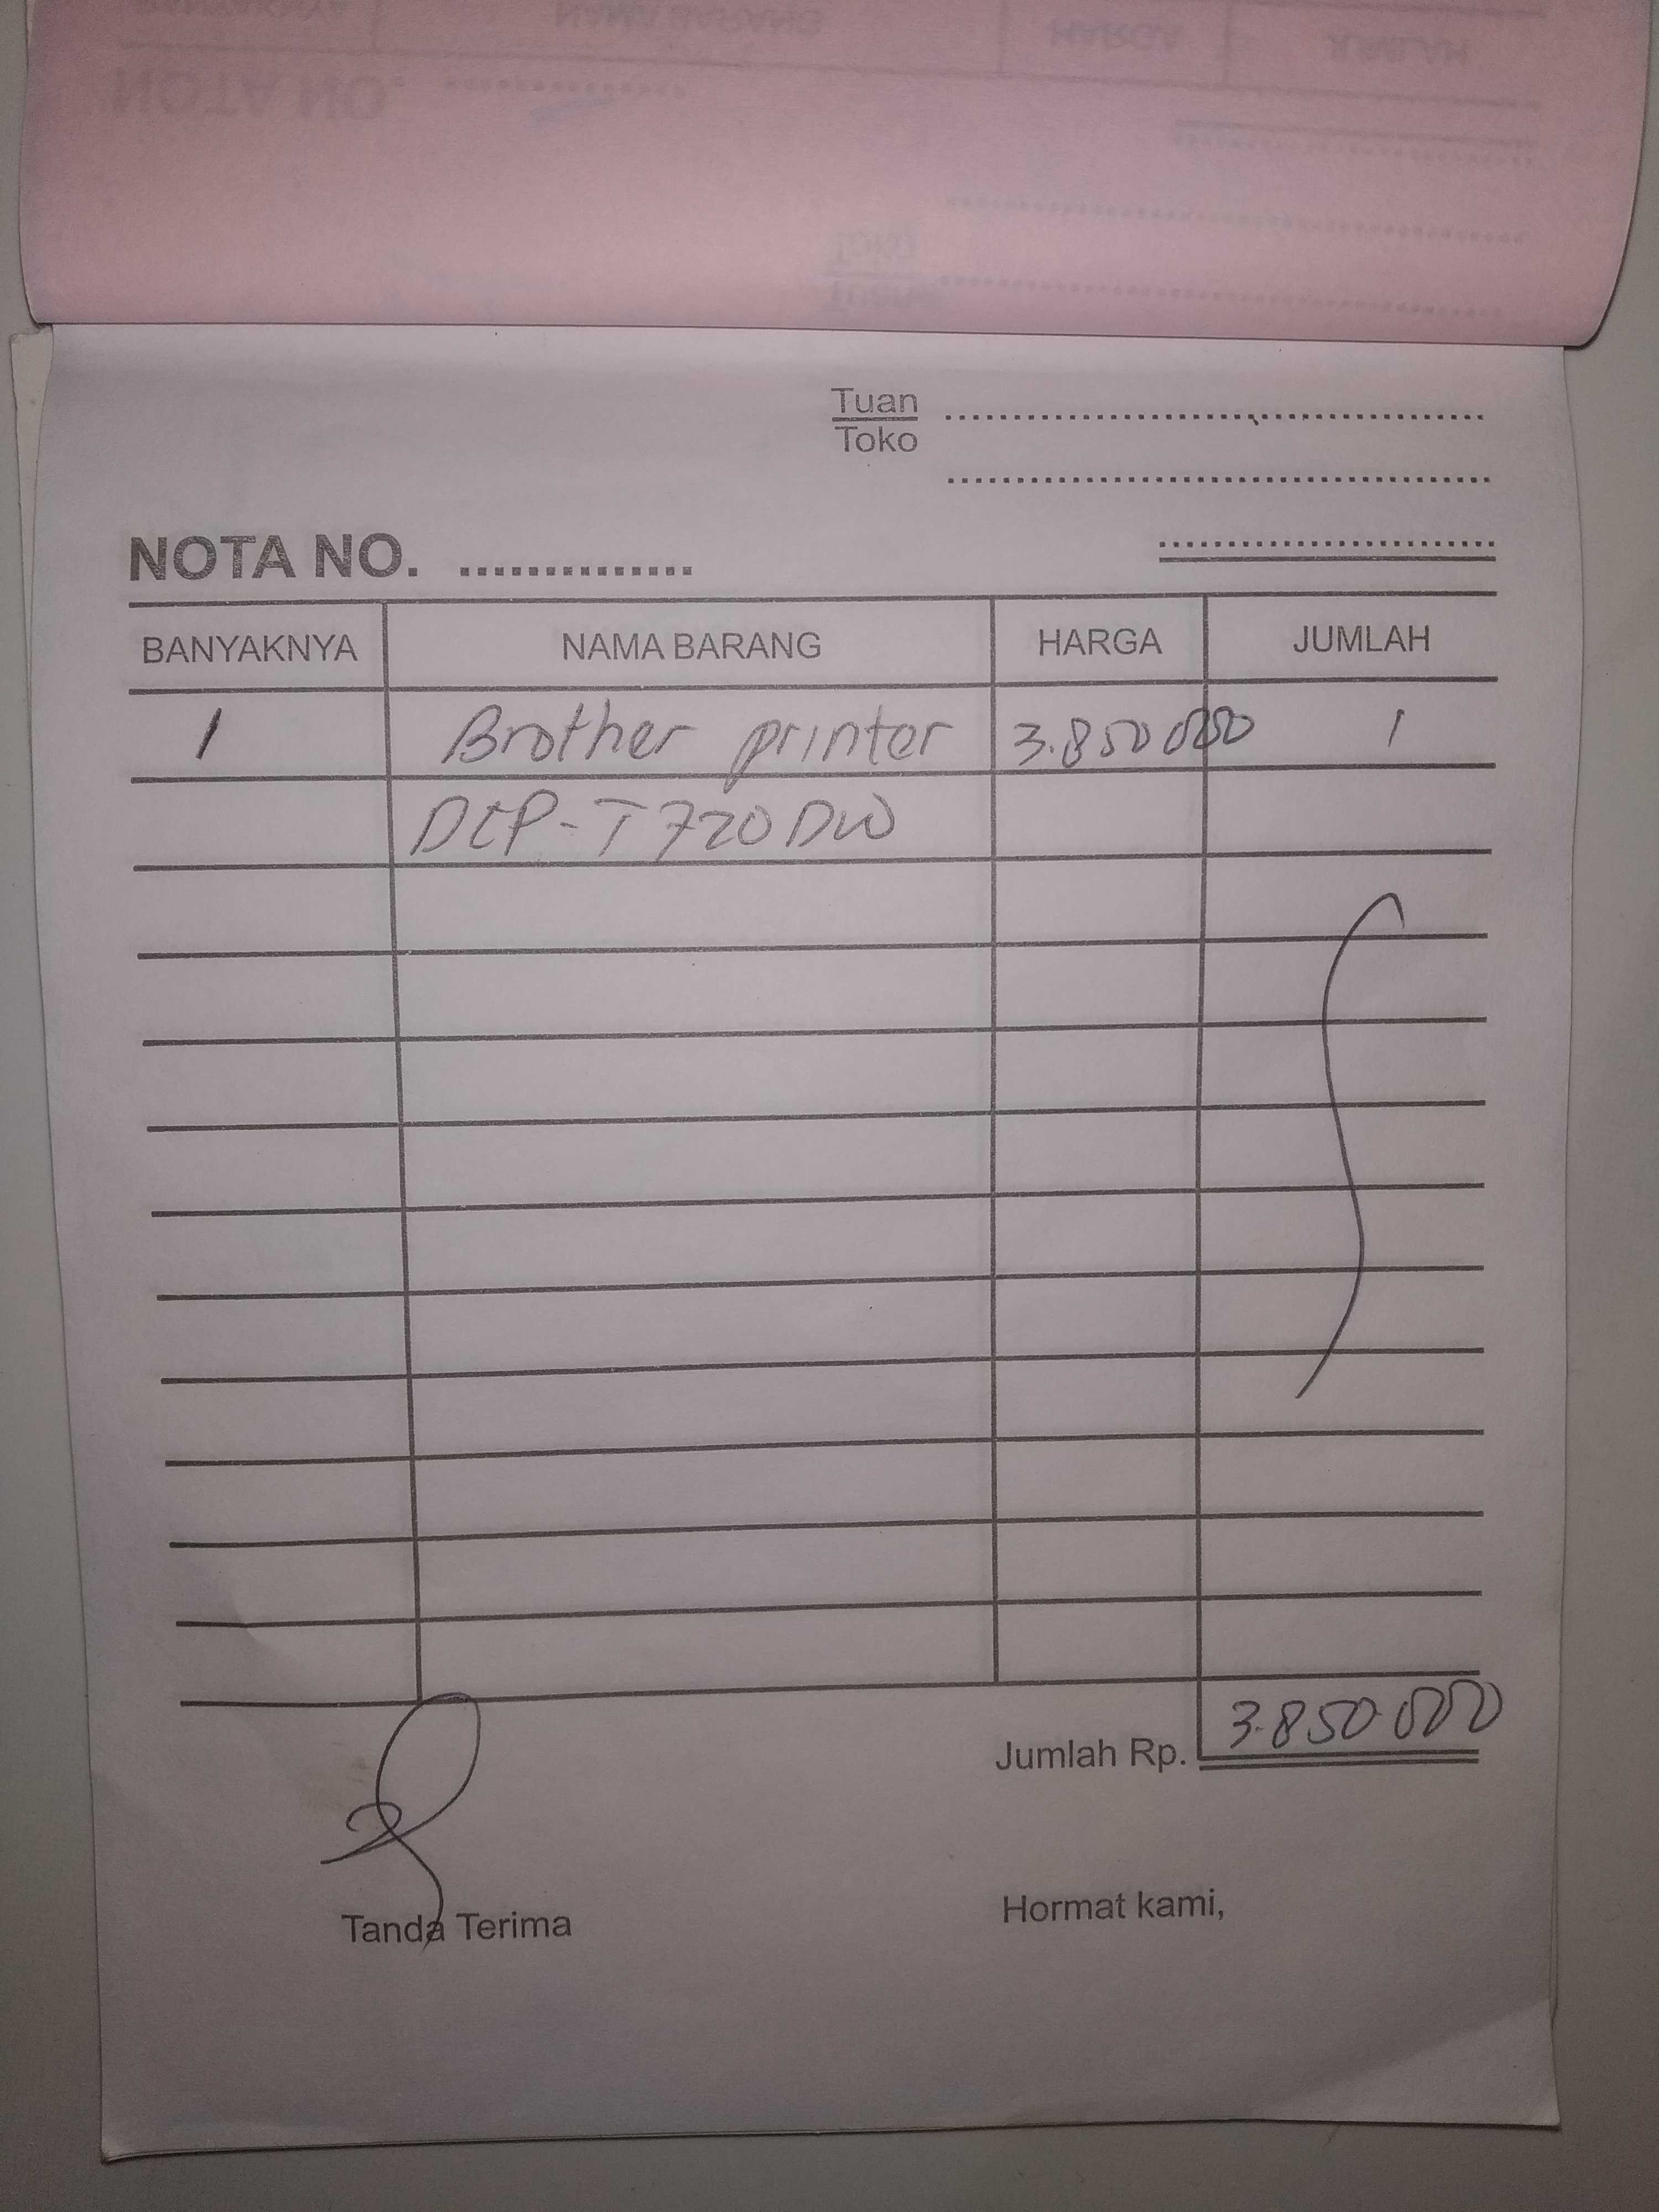 Tuan
Toko
NOTA NO. ..............
BANYAKNYA NAMA BARANG HARGA JUMLAH
1 Brother printer 3.850.000 1
DCP-T720DW
Jumlah Rp. 3.850.000
Tanda Terima Hormat kami,